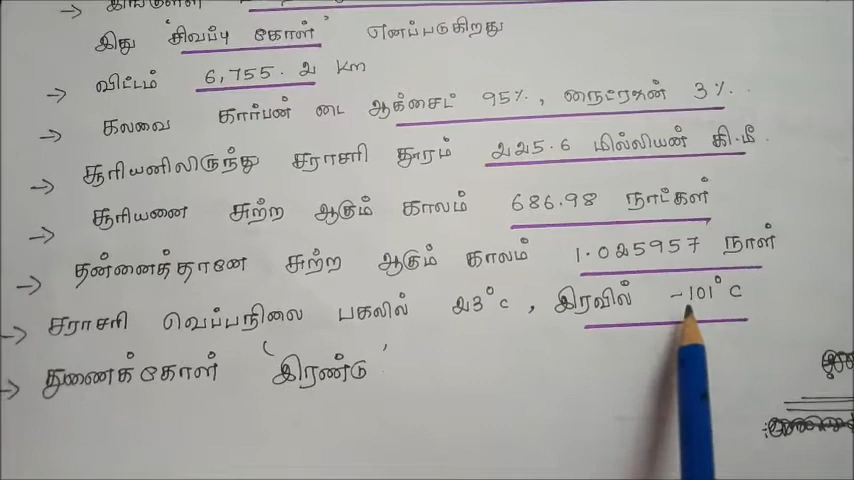 → இங்குள்ள
இது 'சிவப்பு கோள்' எனப்படுகிறது
→ விட்டம் 6,755. 2 km
→ கலவை கார்பன் டை ஆக்சைட் 95%, நைட்ரஜன் 3%.
→ சூரியனிலிருந்து சராசரி தூரம் 225.6 மில்லியன் கி.மீ.
→ சூரியனை சுற்ற ஆகும் காலம் 686.98 நாட்கள்
→ தன்னைத்தானே சுற்ற ஆகும் காலம் 1.025957 நாள்
→ சராசரி வெப்பநிலை பகலில் 23°c, இரவில் -101°c
→ துணைக்கோள் 'இரண்டு'